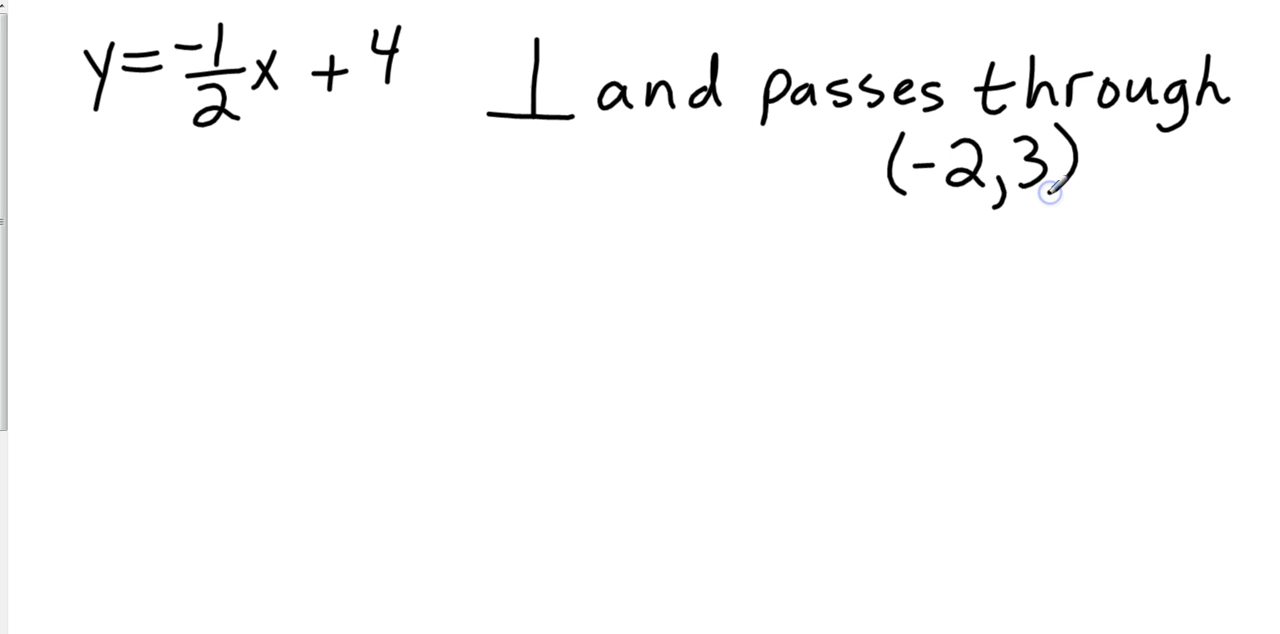 y = -1/2 x + 4 ⊥ and passes through
(-2,3)